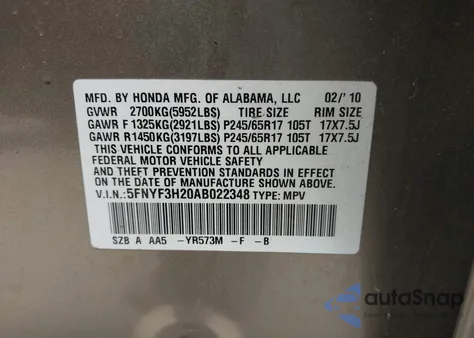 MFD. BY HONDA MFG. OF ALABAMA, LLC 02/'10
GVWR 2700KG(5952LBS) TIRE SIZE RIM SIZE
GAWR F 1325KG(2921LBS) P245/65R17 105T 17X7.5J
GAWR R 1450KG(3197LBS) P245/65R17 105T 17X7.5J
THIS VEHICLE CONFORMS TO ALL APPLICABLE
FEDERAL MOTOR VEHICLE SAFETY
AND THEFT PREVENTION STANDARDS IN EFFECT
ON THE DATE OF MANUFACTURE SHOWN ABOVE.
V.I.N.:5FNYF3H20AB022348 TYPE: MPV
SZB A AA5 -YR573M -F -B
autoSnap